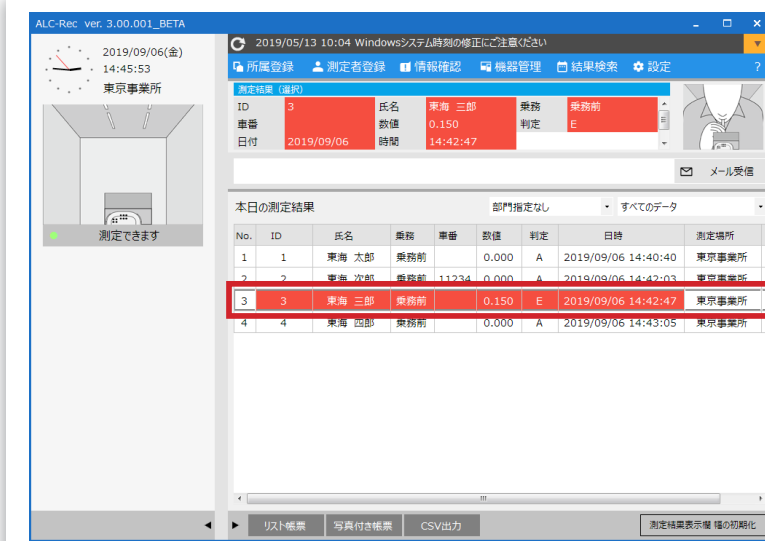 ALC-Rec ver. 3.00.001_BETA
2019/09/06(金)
14:45:53
東京事業所
測定できます
2019/05/13 10:04 Windowsシステム時刻の修正にご注意ください
所属登録 測定者登録 情報確認 機器管理 結果検索 設定 ?
測定結果（選択）
ID 3 氏名 東海 三郎 乗務 乗務前
車番 数値 0.150 判定 E
日付 2019/09/06 時間 14:42:47
メール受信
本日の測定結果 部門指定なし すべてのデータ
No. ID 氏名 乗務 車番 数値 判定 日時 測定場所
1 1 東海 太郎 乗務前 0.000 A 2019/09/06 14:40:40 東京事業所
2 2 東海 次郎 乗務前 11234 0.000 A 2019/09/06 14:42:03 東京事業所
3 3 東海 三郎 乗務前 0.150 E 2019/09/06 14:42:47 東京事業所
4 4 東海 四郎 乗務前 0.000 A 2019/09/06 14:43:05 東京事業所
リスト帳票 写真付き帳票 CSV出力 測定結果表示欄 幅の初期化